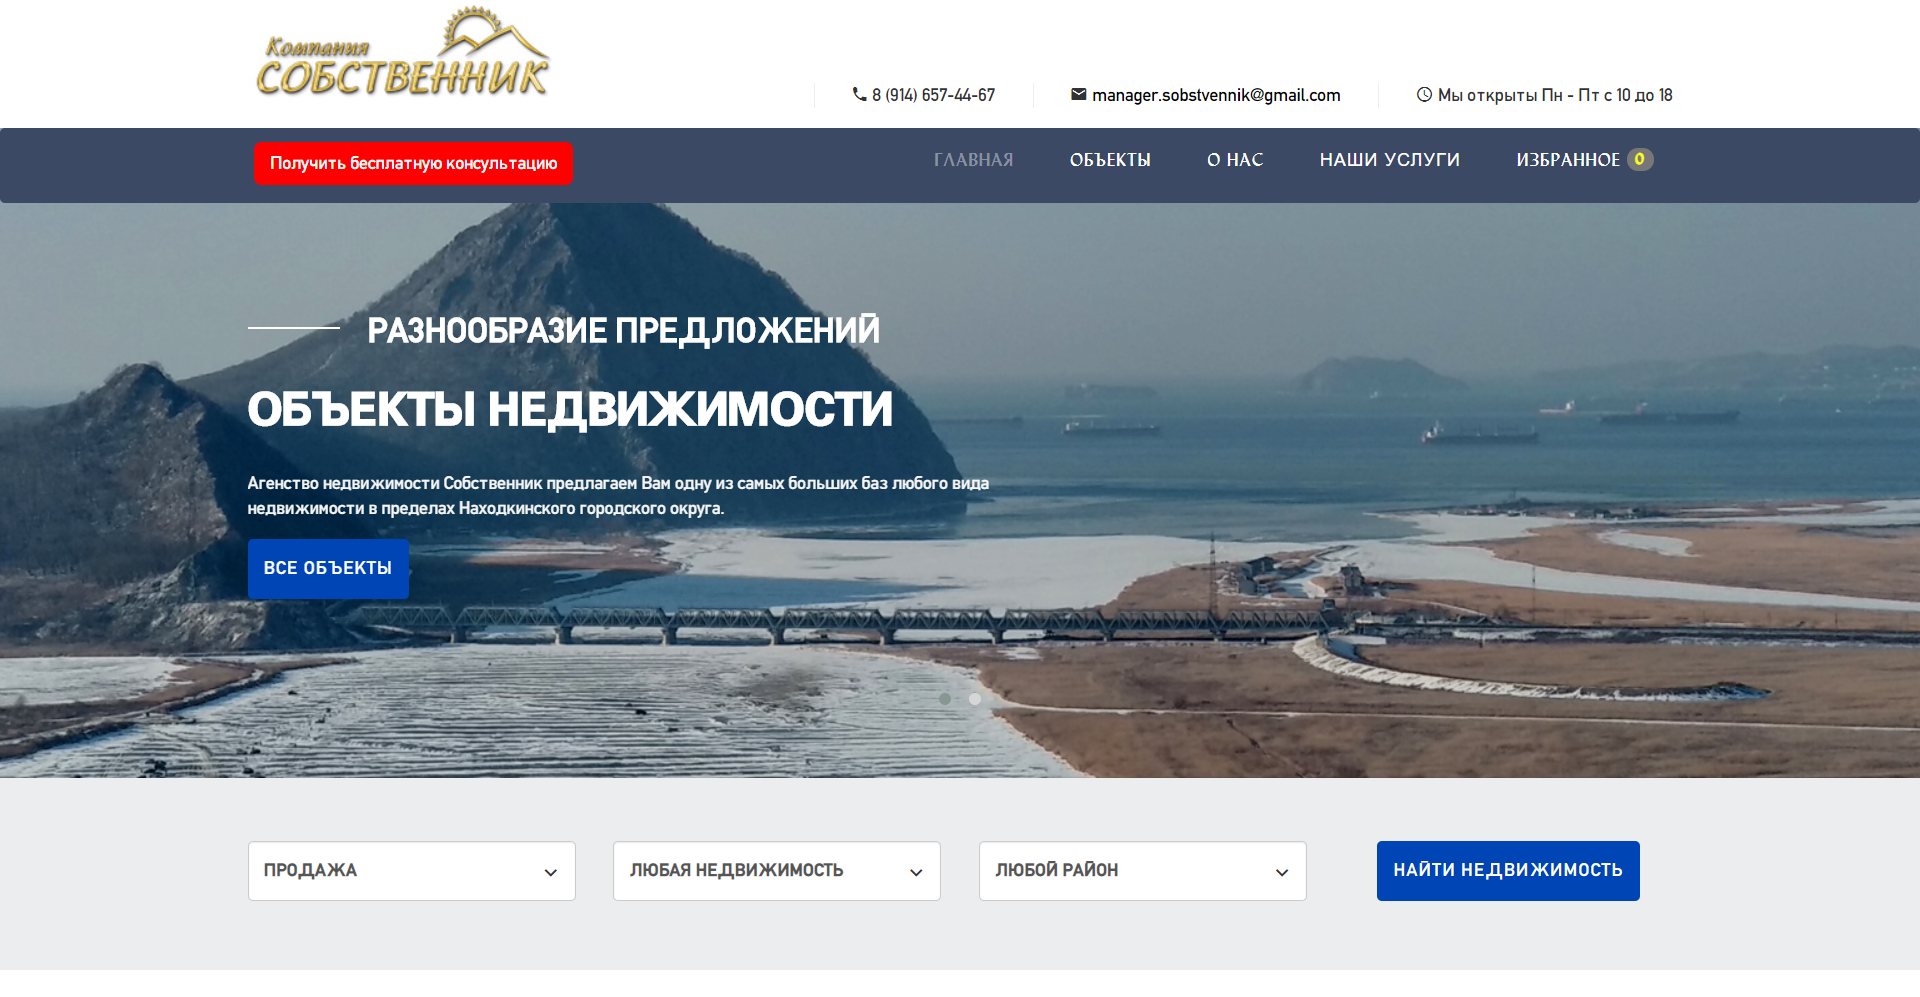 Компания
СОБСТВЕННИК
8 (914) 657-44-67
manager.sobstvennik@gmail.com
Мы открыты Пн - Пт с 10 до 18
Получить бесплатную консультацию
ГЛАВНАЯ
ОБЪЕКТЫ
О НАС
НАШИ УСЛУГИ
ИЗБРАННОЕ 0
РАЗНООБРАЗИЕ ПРЕДЛОЖЕНИЙ
ОБЪЕКТЫ НЕДВИЖИМОСТИ
Агенство недвижимости Собственник предлагаем Вам одну из самых больших баз любого вида
недвижимости в пределах Находкинского городского округа.
ВСЕ ОБЪЕКТЫ
ПРОДАЖА
ЛЮБАЯ НЕДВИЖИМОСТЬ
ЛЮБОЙ РАЙОН
НАЙТИ НЕДВИЖИМОСТЬ